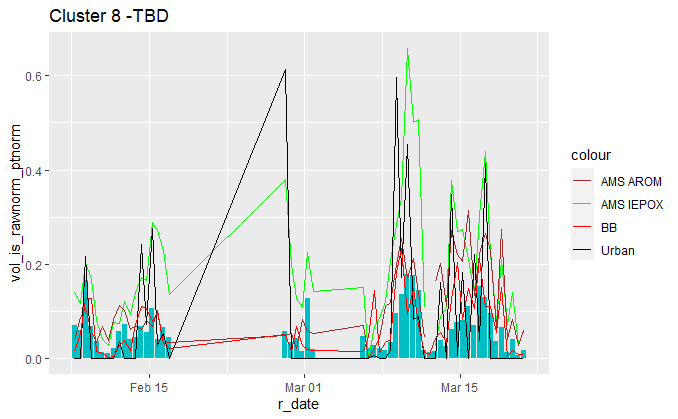 Cluster 8 -TBD
vol_is_rawnorm_ptnorm
0.6
0.4
0.2
0.0
Feb 15
Mar 01
Mar 15
r_date
colour
AMS AROM
AMS IEPOX
BB
Urban